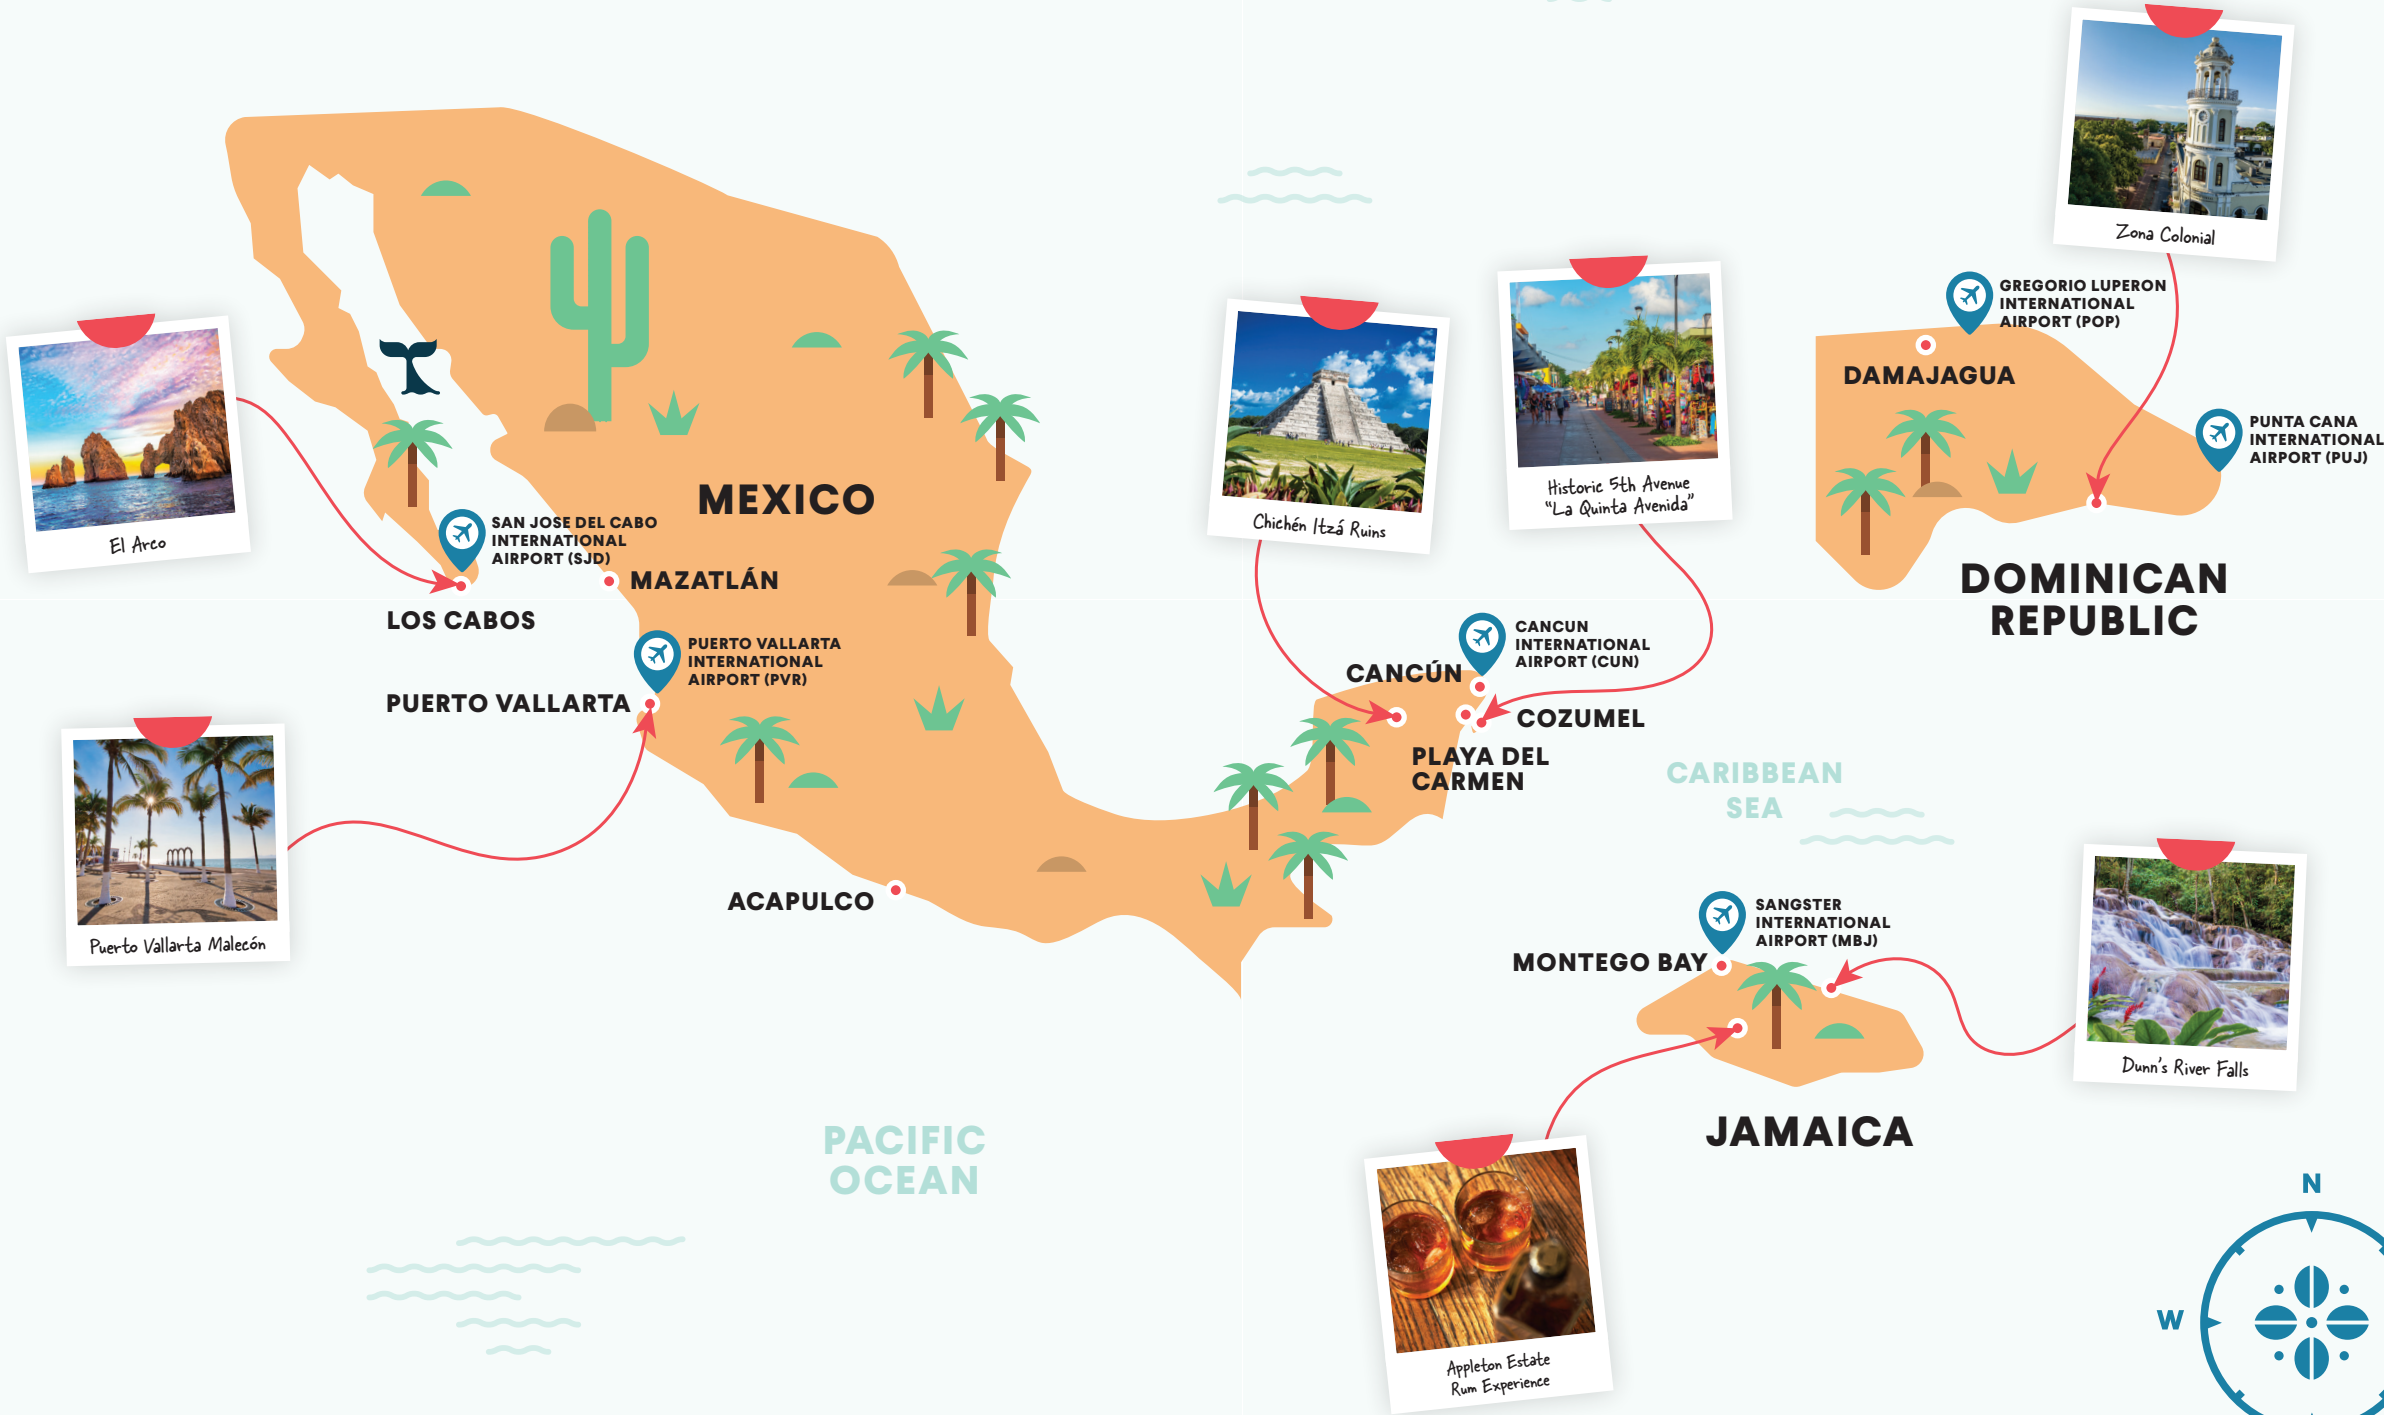 Zona Colonial
GREGORIO LUPERON
INTERNATIONAL
AIRPORT (POP)
DAMAJAGUA
PUNTA CANA
INTERNATIONAL
AIRPORT (PUJ)
DOMINICAN
REPUBLIC
El Arco
SAN JOSE DEL CABO
INTERNATIONAL
AIRPORT (SJD)
LOS CABOS
MEXICO
MAZATLÁN
PUERTO VALLARTA
INTERNATIONAL
AIRPORT (PVR)
PUERTO VALLARTA
Puerto Vallarta Malecón
ACAPULCO
Chichén Itzá Ruins
Historic 5th Avenue
"La Quinta Avenida"
CANCUN
INTERNATIONAL
AIRPORT (CUN)
CANCÚN
COZUMEL
PLAYA DEL
CARMEN
CARIBBEAN
SEA
SANGSTER
INTERNATIONAL
AIRPORT (MBJ)
MONTEGO BAY
Dunn's River Falls
JAMAICA
PACIFIC
OCEAN
Appleton Estate
Rum Experience
N
W